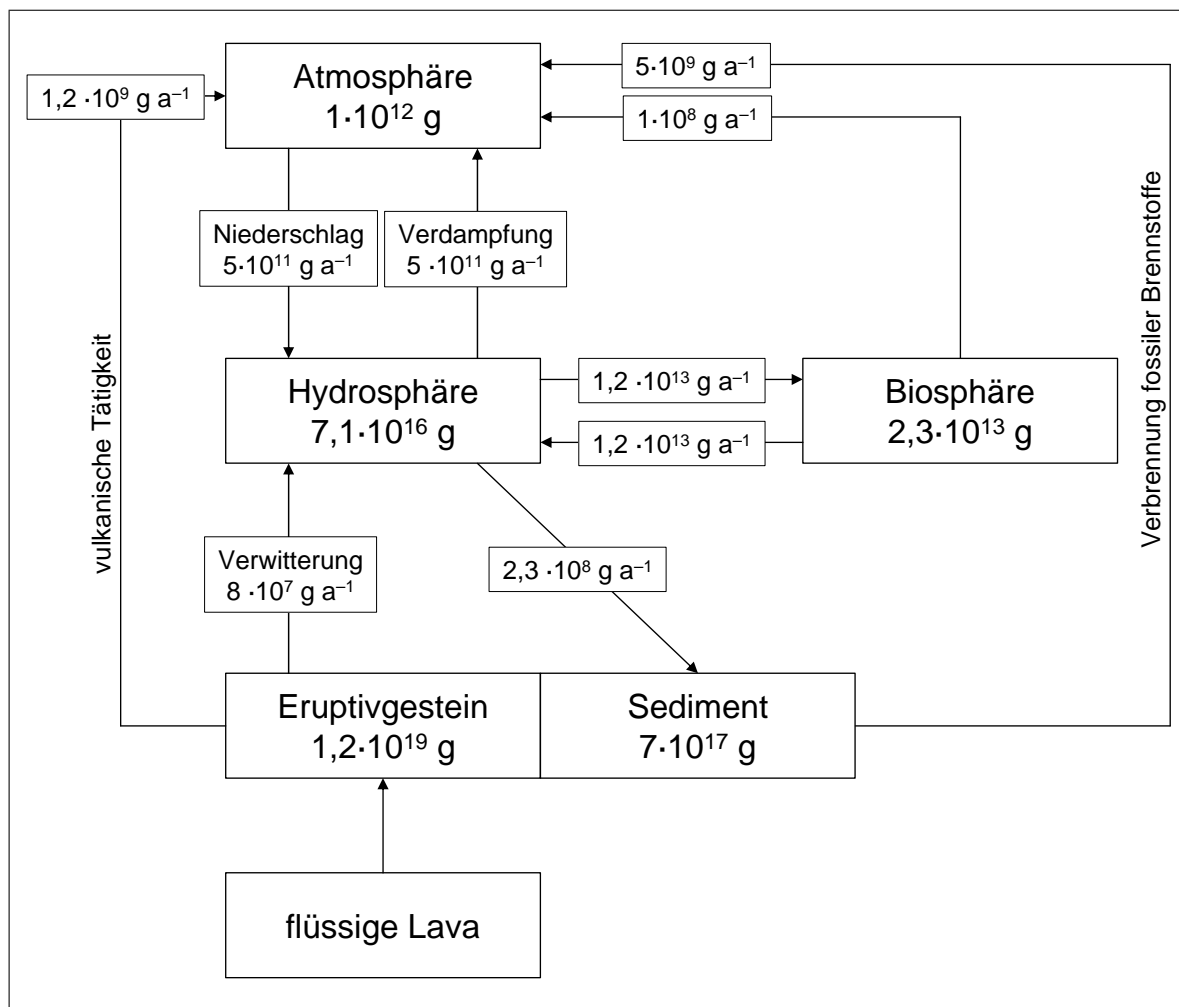 Atmosphäre
1·10¹² g
1,2 ·10⁹ g a⁻¹
5·10⁹ g a⁻¹
1·10⁸ g a⁻¹
Niederschlag
5·10¹¹ g a⁻¹
Verdampfung
5 ·10¹¹ g a⁻¹
vulkanische Tätigkeit
Verbrennung fossiler Brennstoffe
Hydrosphäre
7,1·10¹⁶ g
1,2 ·10¹³ g a⁻¹
1,2 ·10¹³ g a⁻¹
Biosphäre
2,3·10¹³ g
Verwitterung
8 ·10⁷ g a⁻¹
2,3 ·10⁸ g a⁻¹
Eruptivgestein
1,2·10¹⁹ g
Sediment
7·10¹⁷ g
flüssige Lava